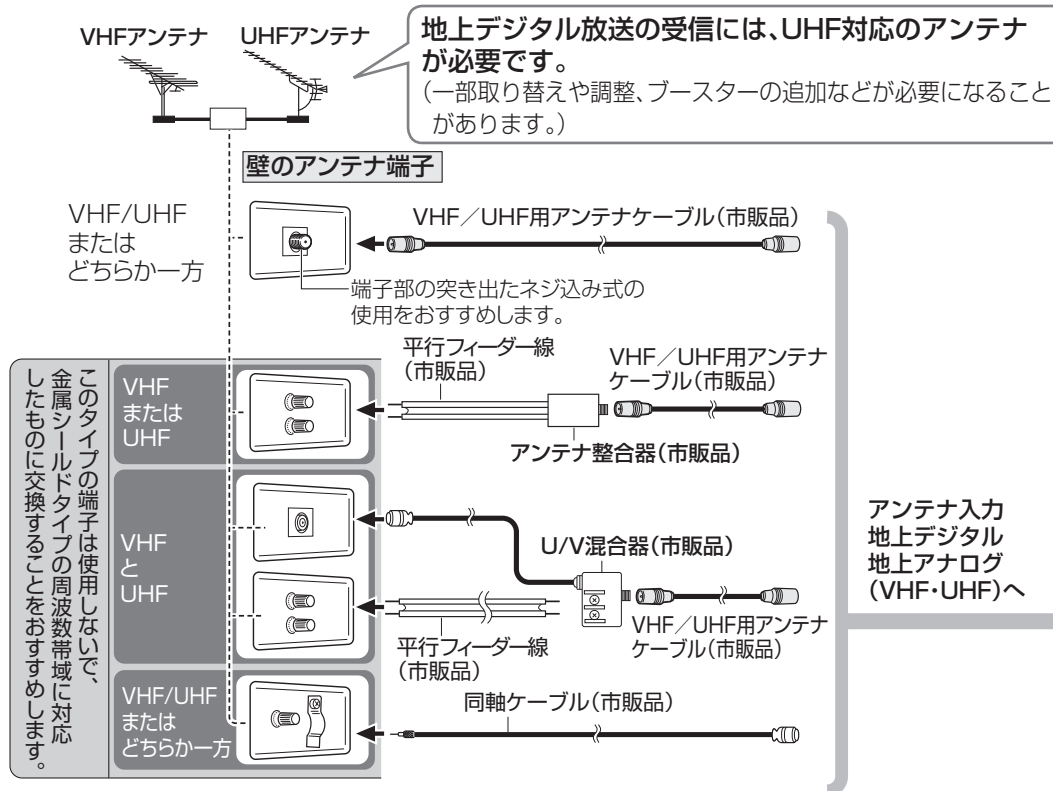 VHFアンテナ
UHFアンテナ
地上デジタル放送の受信には、UHF対応のアンテナ
が必要です。
(一部取り替えや調整、ブースターの追加などが必要になること
があります。)
壁のアンテナ端子
VHF/UHF
または
どちらか一方
VHF/UHF用アンテナケーブル(市販品)
端子部の突き出たネジ込み式の
使用をおすすめします。
このタイプの端子は使用しないで、
金属シールドタイプの周波数帯域に対応
したものに交換することをおすすめします。
VHF
または
UHF
平行フィーダー線
(市販品)
VHF/UHF用アンテナ
ケーブル(市販品)
アンテナ整合器(市販品)
VHF
と
UHF
U/V混合器(市販品)
平行フィーダー線
(市販品)
VHF/UHF用アンテナ
ケーブル(市販品)
VHF/UHF
または
どちらか一方
同軸ケーブル(市販品)
アンテナ入力
地上デジタル
地上アナログ
(VHF・UHF)へ